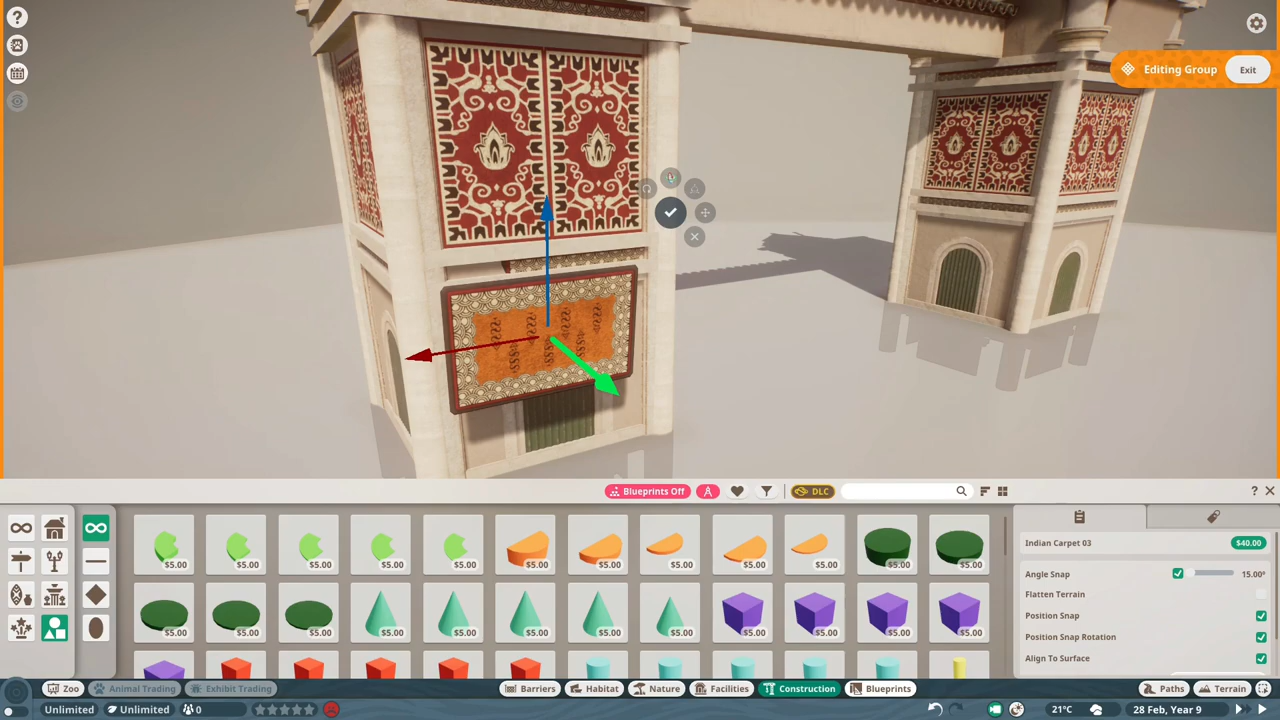 ?
Editing Group
Exit
Blueprints Off
DLC
? ×
Indian Carpet 03 $40.00
Angle Snap 15.00°
Flatten Terrain
Position Snap
Position Snap Rotation
Align To Surface
$5.00 $5.00 $5.00 $5.00 $5.00 $5.00 $5.00 $5.00 $5.00 $5.00 $5.00 $5.00
$5.00 $5.00 $5.00 $5.00 $5.00 $5.00 $5.00 $5.00 $5.00 $5.00 $5.00 $5.00
Zoo Animal Trading Exhibit Trading Barriers Habitat Nature Facilities Construction Blueprints Paths Terrain
Unlimited Unlimited 0 21°C 28 Feb, Year 9